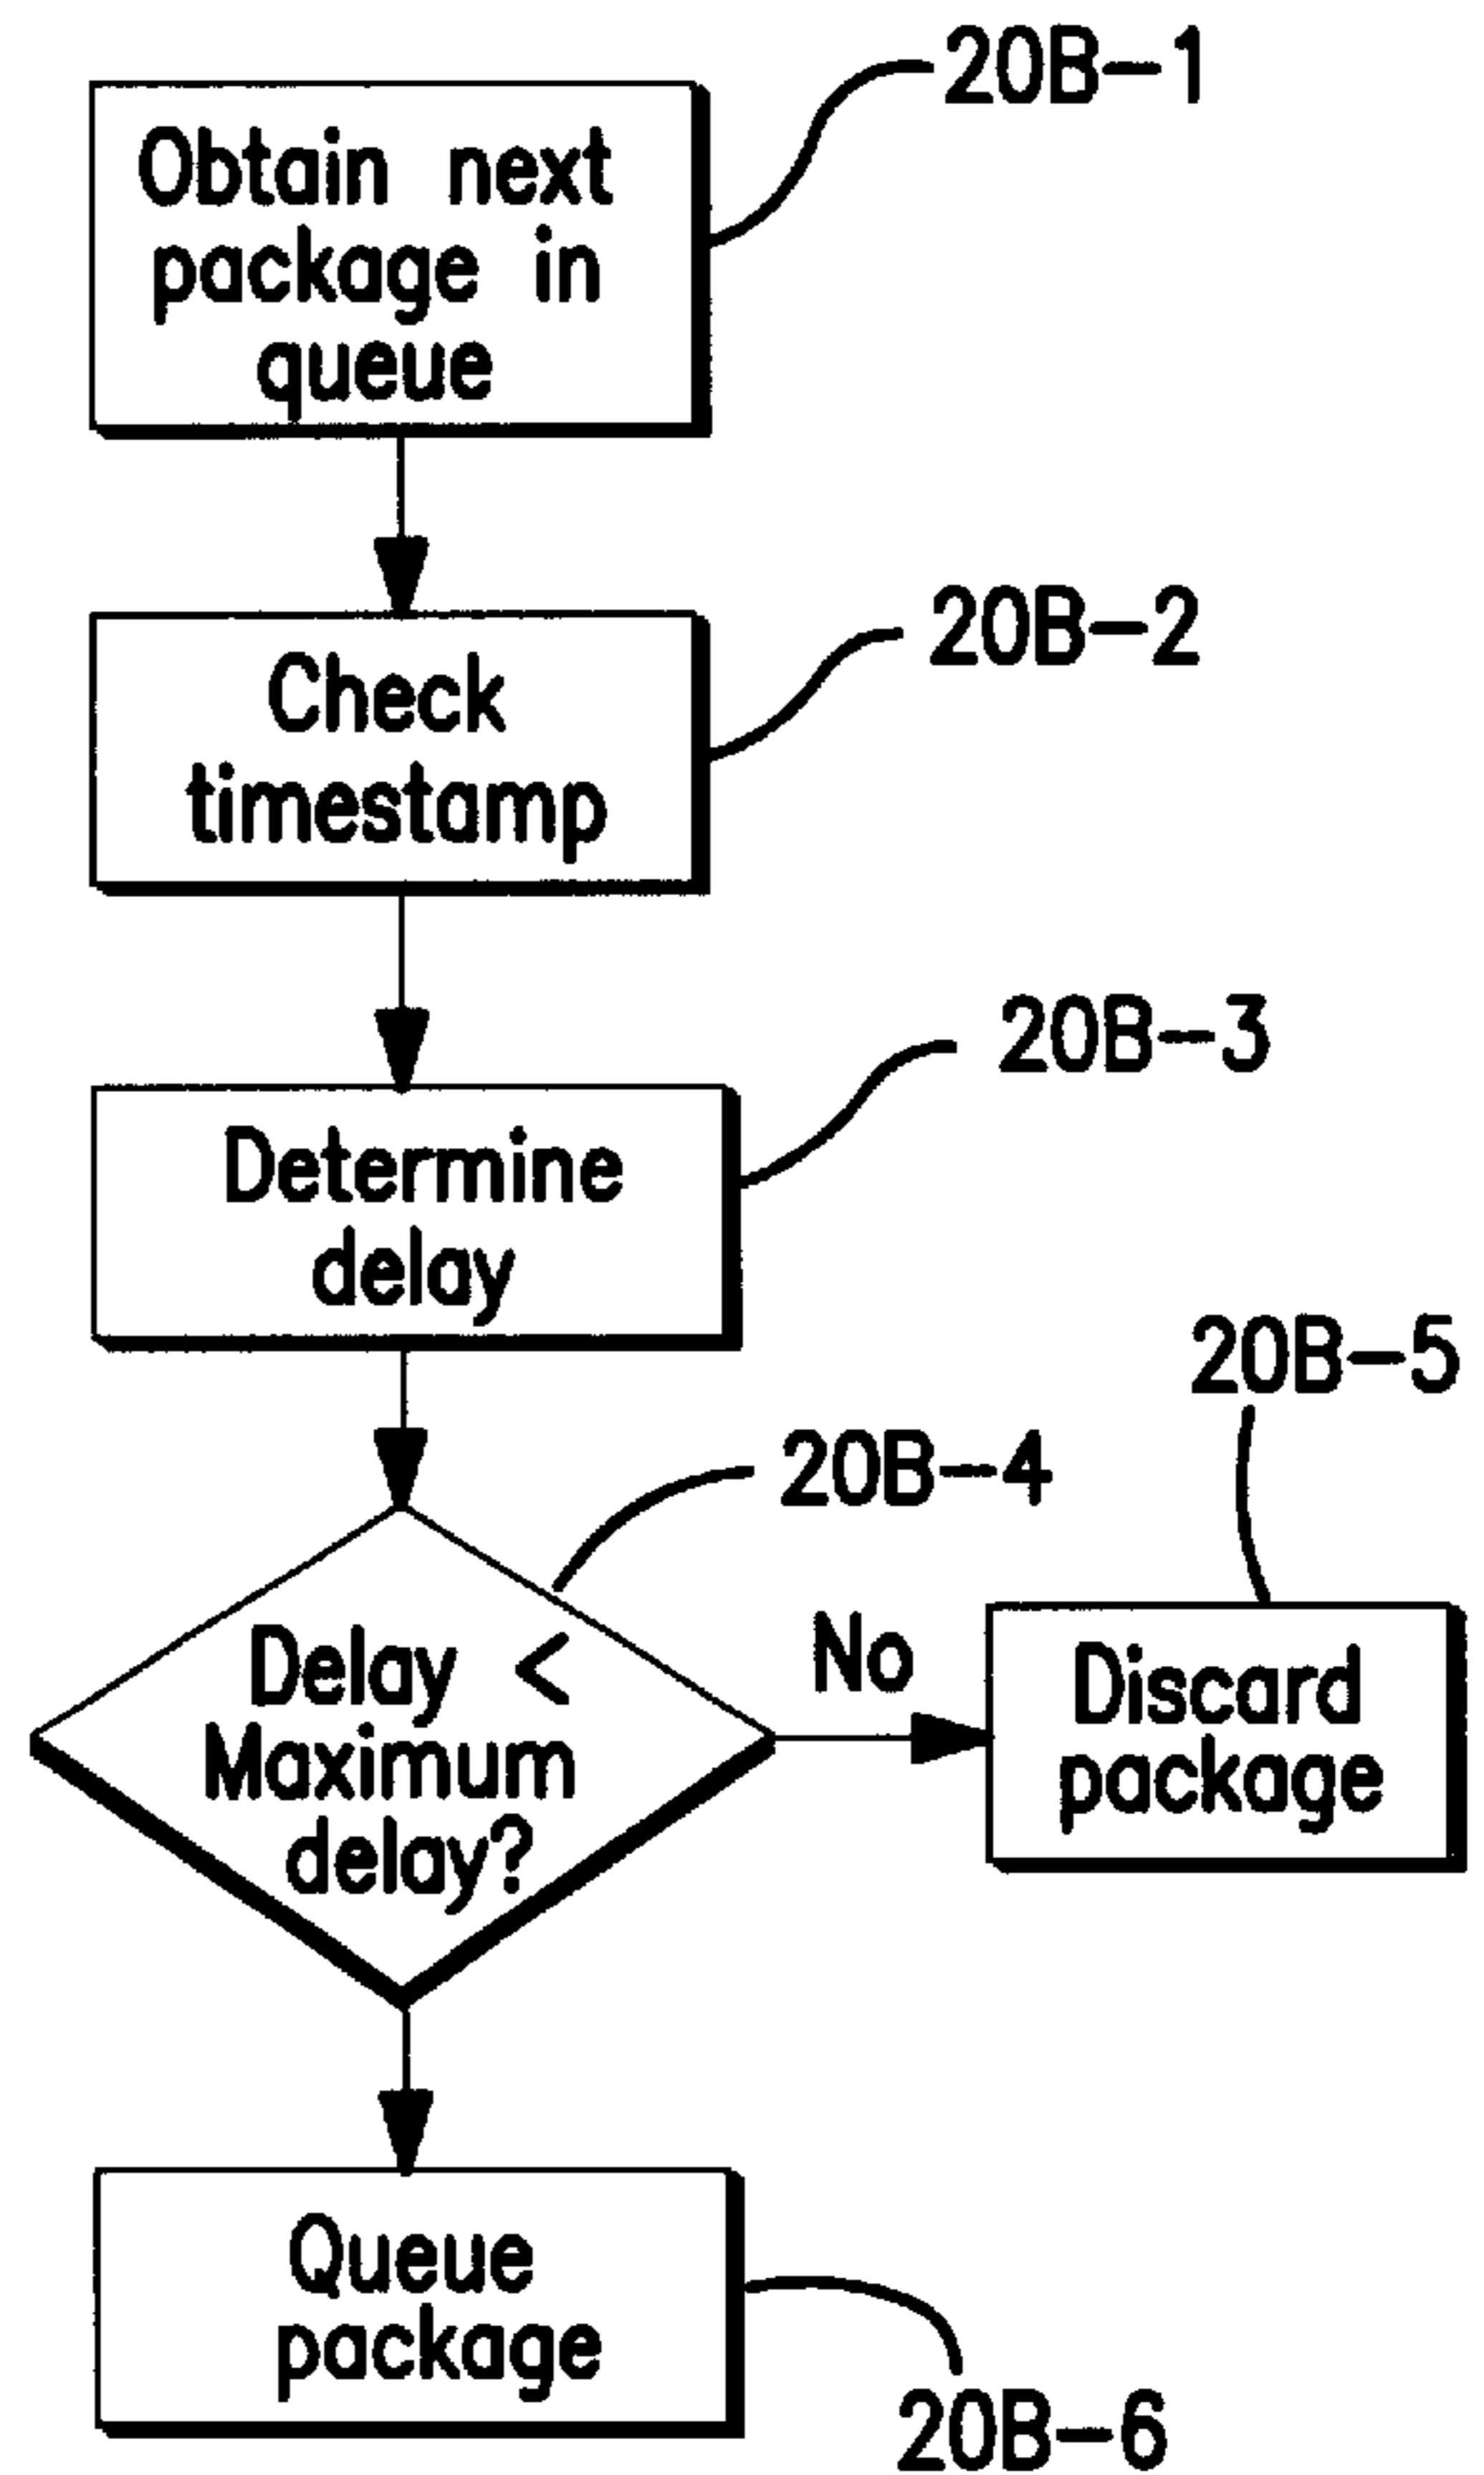 20B-1
Obtain next
package in
queue
20B-2
Check
timestamp
20B-3
Determine
delay
20B-4
Delay <
Maximum
delay?
No
20B-5
Discard
package
Queue
package
20B-6